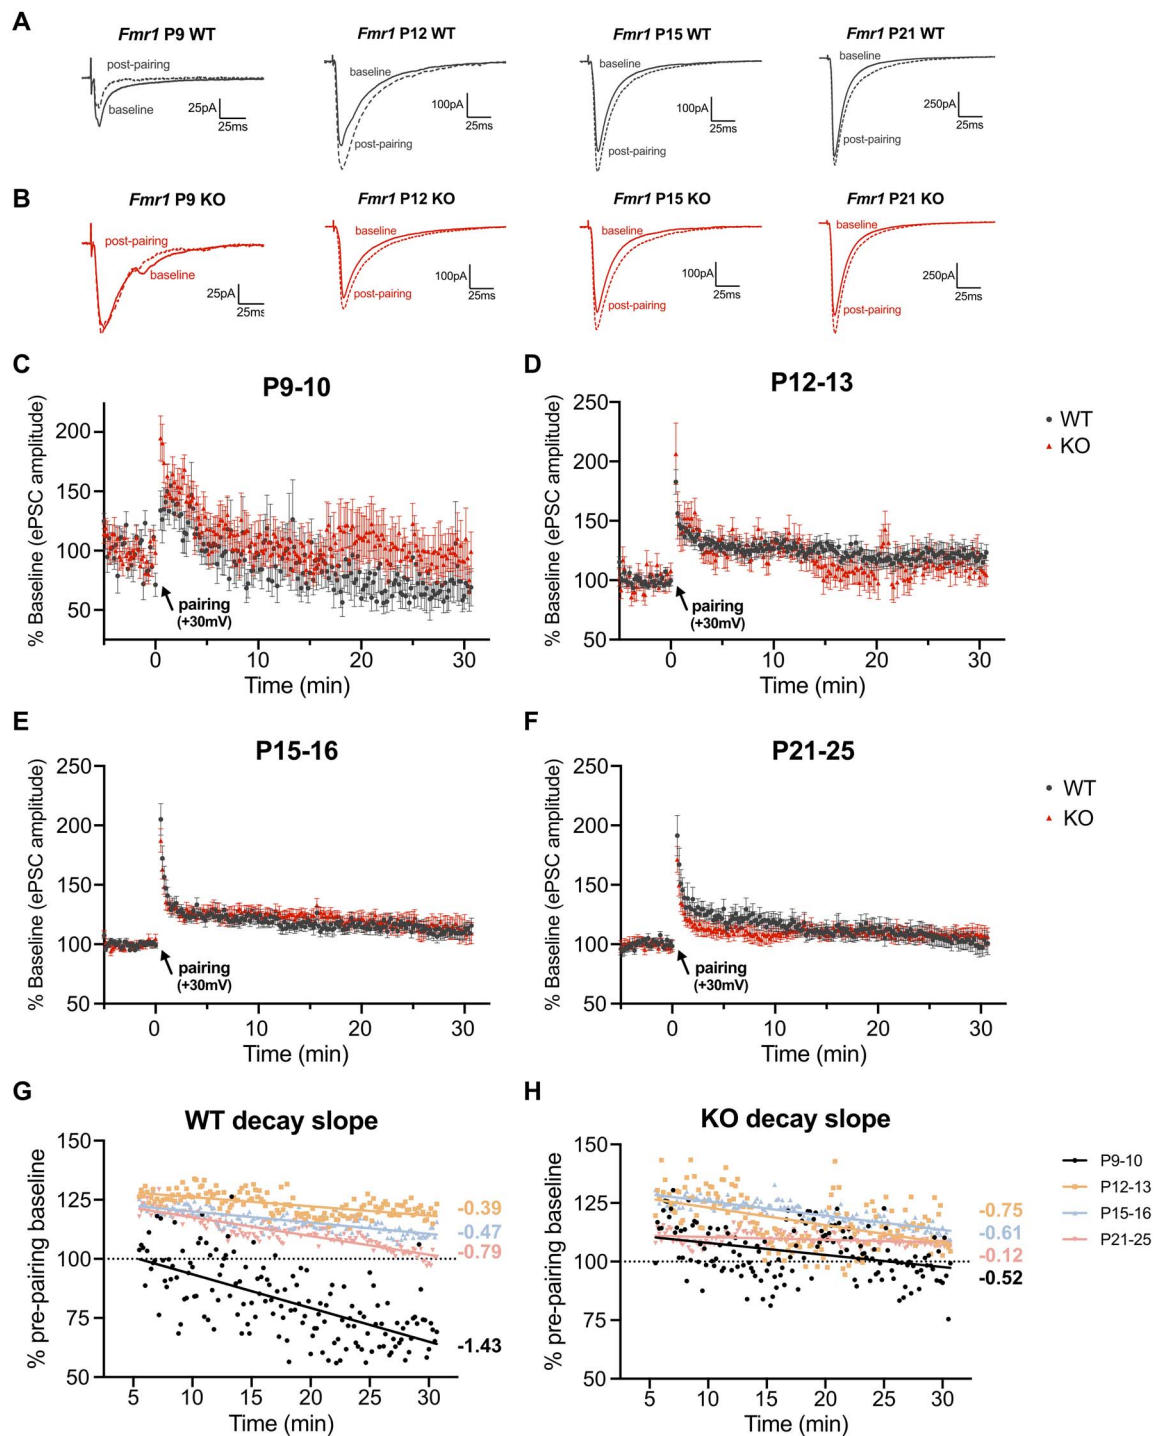 A
Fmr1 P9 WT
Fmr1 P12 WT
Fmr1 P15 WT
Fmr1 P21 WT
post-pairing
baseline
25pA
25ms
baseline
post-pairing
100pA
25ms
baseline
post-pairing
100pA
25ms
baseline
post-pairing
250pA
25ms
B
Fmr1 P9 KO
Fmr1 P12 KO
Fmr1 P15 KO
Fmr1 P21 KO
post-pairing
baseline
25pA
25ms
baseline
post-pairing
100pA
25ms
baseline
post-pairing
100pA
25ms
baseline
post-pairing
250pA
25ms
C
P9-10
% Baseline (ePSC amplitude)
200
150
100
50
pairing
(+30mV)
0
10
20
30
Time (min)
D
P12-13
% Baseline (ePSC amplitude)
250
200
150
100
50
pairing
(+30mV)
0
10
20
30
Time (min)
WT
KO
E
P15-16
% Baseline (ePSC amplitude)
250
200
150
100
50
pairing
(+30mV)
0
10
20
30
Time (min)
F
P21-25
% Baseline (ePSC amplitude)
250
200
150
100
50
pairing
(+30mV)
0
10
20
30
Time (min)
WT
KO
G
WT decay slope
% pre-pairing baseline
150
125
100
75
50
-0.39
-0.47
-0.79
-1.43
5
10
15
20
25
30
Time (min)
H
KO decay slope
% pre-pairing baseline
150
125
100
75
50
-0.75
-0.61
-0.12
-0.52
5
10
15
20
25
30
Time (min)
P9-10
P12-13
P15-16
P21-25